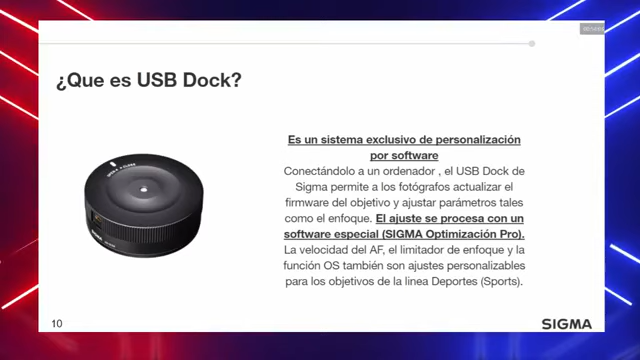 ¿Que es USB Dock?
Es un sistema exclusivo de personalización
por software
Conectándolo a un ordenador , el USB Dock de
Sigma permite a los fotógrafos actualizar el
firmware del objetivo y ajustar parámetros tales
como el enfoque. El ajuste se procesa con un
software especial (SIGMA Optimización Pro).
La velocidad del AF, el limitador de enfoque y la
función OS también son ajustes personalizables
para los objetivos de la linea Deportes (Sports).
10
SIGMA